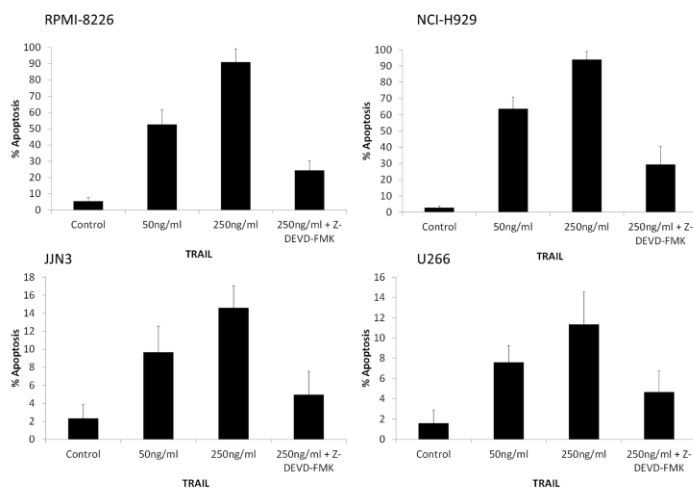 RPMI-8226
% Apoptosis
100
90
80
70
60
50
40
30
20
10
0
Control 50ng/ml 250ng/ml 250ng/ml + Z-
DEVD-FMK
TRAIL
NCI-H929
% Apoptosis
100
90
80
70
60
50
40
30
20
10
0
Control 50ng/ml 250ng/ml 250ng/ml + Z-
DEVD-FMK
TRAIL
JJN3
% Apoptosis
18
16
14
12
10
8
6
4
2
0
Control 50ng/ml 250ng/ml 250ng/ml + Z-
DEVD-FMK
TRAIL
U266
% Apoptosis
16
14
12
10
8
6
4
2
0
Control 50ng/ml 250ng/ml 250ng/ml + Z-
DEVD-FMK
TRAIL